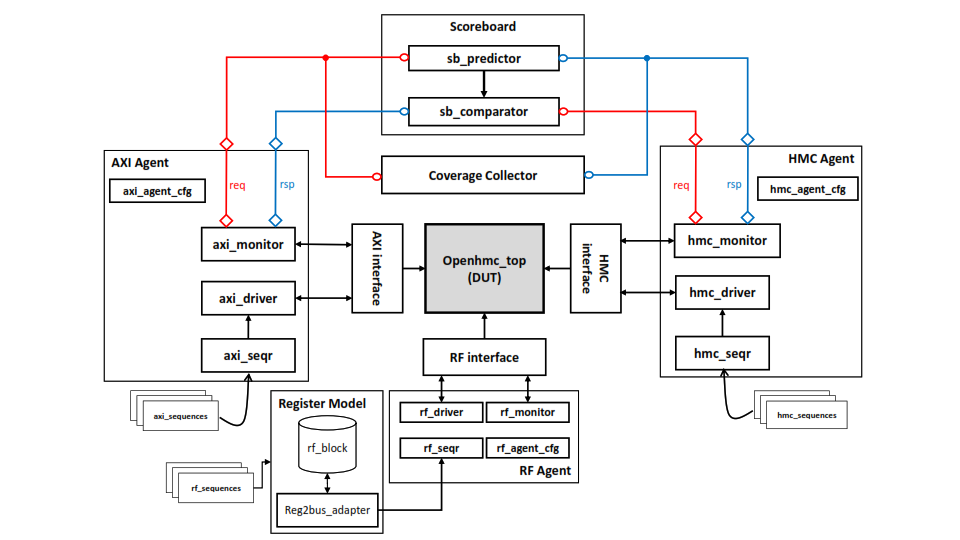 Scoreboard
sb_predictor
sb_comparator
Coverage Collector
AXI Agent
axi_agent_cfg
req
rsp
axi_monitor
axi_driver
axi_seqr
axi_sequences
AXI interface
Openhmc_top
(DUT)
HMC
interface
HMC Agent
hmc_agent_cfg
req
rsp
hmc_monitor
hmc_driver
hmc_seqr
hmc_sequences
RF interface
rf_driver
rf_monitor
rf_seqr
rf_agent_cfg
RF Agent
Register Model
rf_block
Reg2bus_adapter
rf_sequences